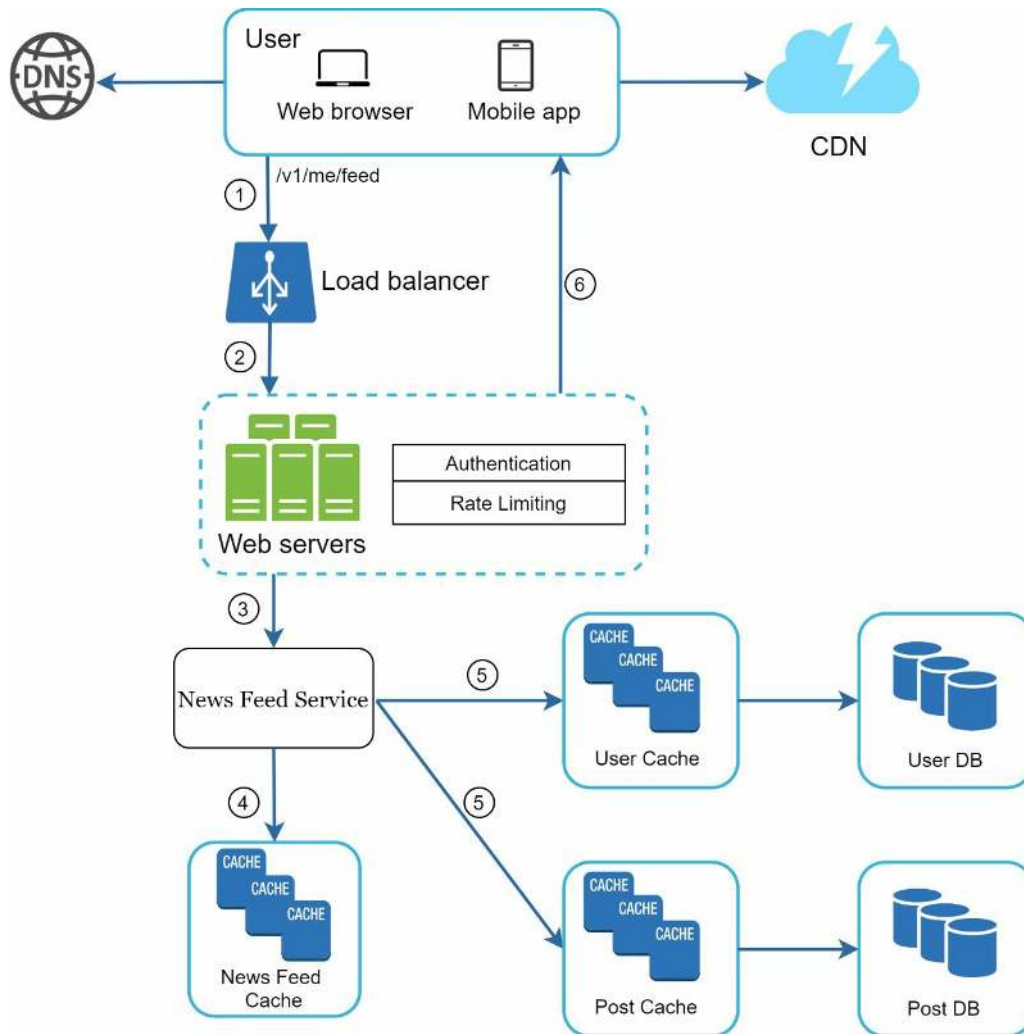 User
DNS
Web browser
Mobile app
CDN
/v1/me/feed
1
Load balancer
6
2
Authentication
Rate Limiting
Web servers
3
News Feed Service
5
CACHE
CACHE
CACHE
User Cache
User DB
4
5
CACHE
CACHE
CACHE
News Feed
Cache
CACHE
CACHE
CACHE
Post Cache
Post DB